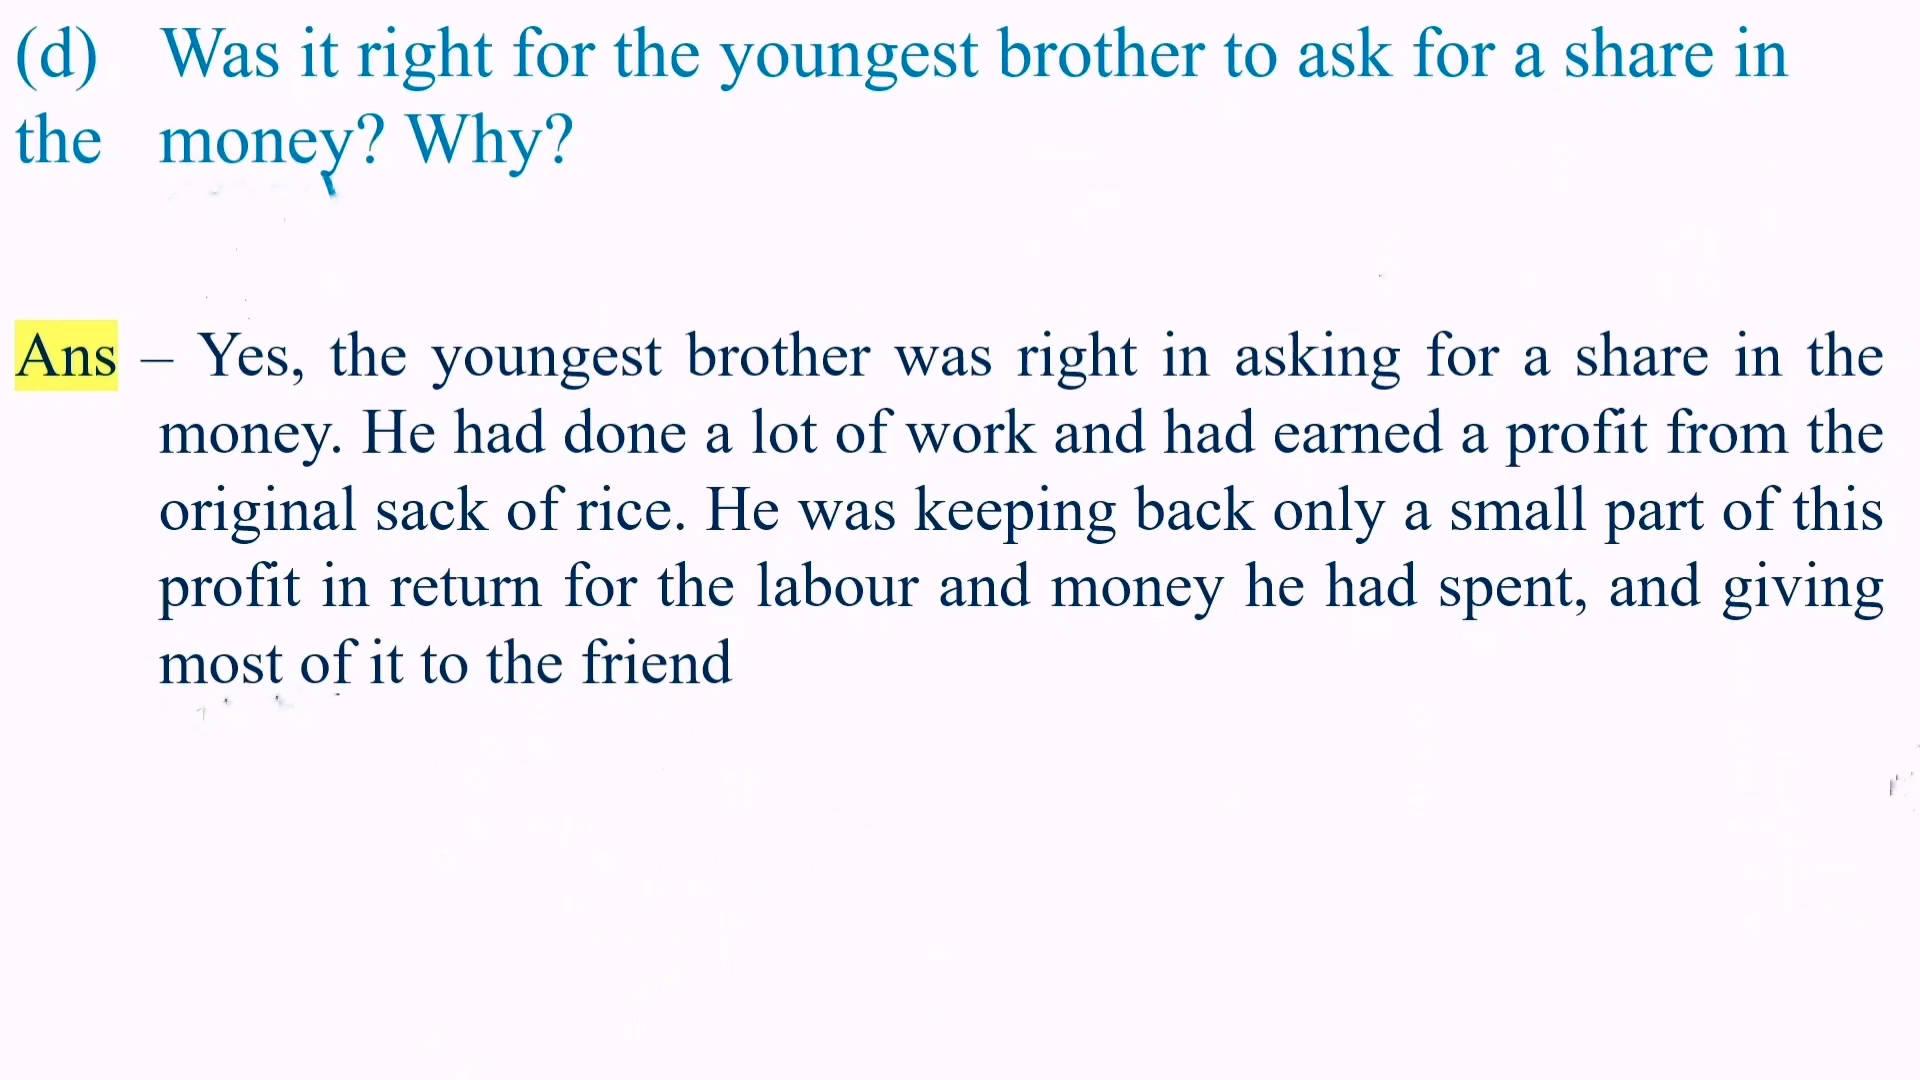 (d) Was it right for the youngest brother to ask for a share in
the money? Why?
Ans – Yes, the youngest brother was right in asking for a share in the
money. He had done a lot of work and had earned a profit from the
original sack of rice. He was keeping back only a small part of this
profit in return for the labour and money he had spent, and giving
most of it to the friend